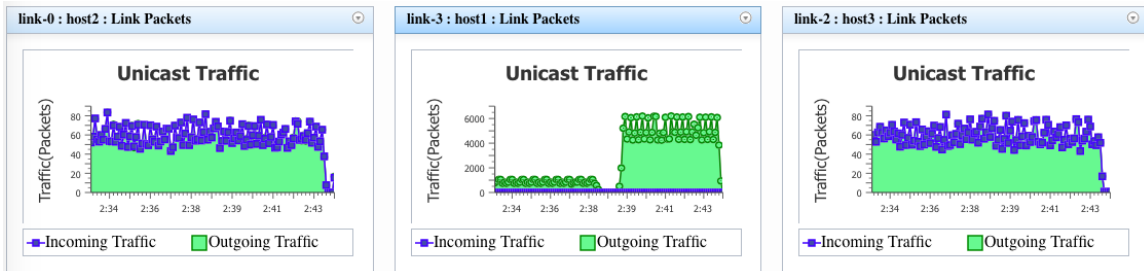 link-0 : host2 : Link Packets
Unicast Traffic
Traffic(Packets)
80
60
40
20
0
2:34 2:36 2:38 2:39 2:41 2:43
Incoming Traffic Outgoing Traffic
link-3 : host1 : Link Packets
Unicast Traffic
Traffic(Packets)
6000
4000
2000
0
2:34 2:36 2:38 2:39 2:41 2:43
Incoming Traffic Outgoing Traffic
link-2 : host3 : Link Packets
Unicast Traffic
Traffic(Packets)
80
60
40
20
0
2:34 2:36 2:38 2:39 2:41 2:43
Incoming Traffic Outgoing Traffic